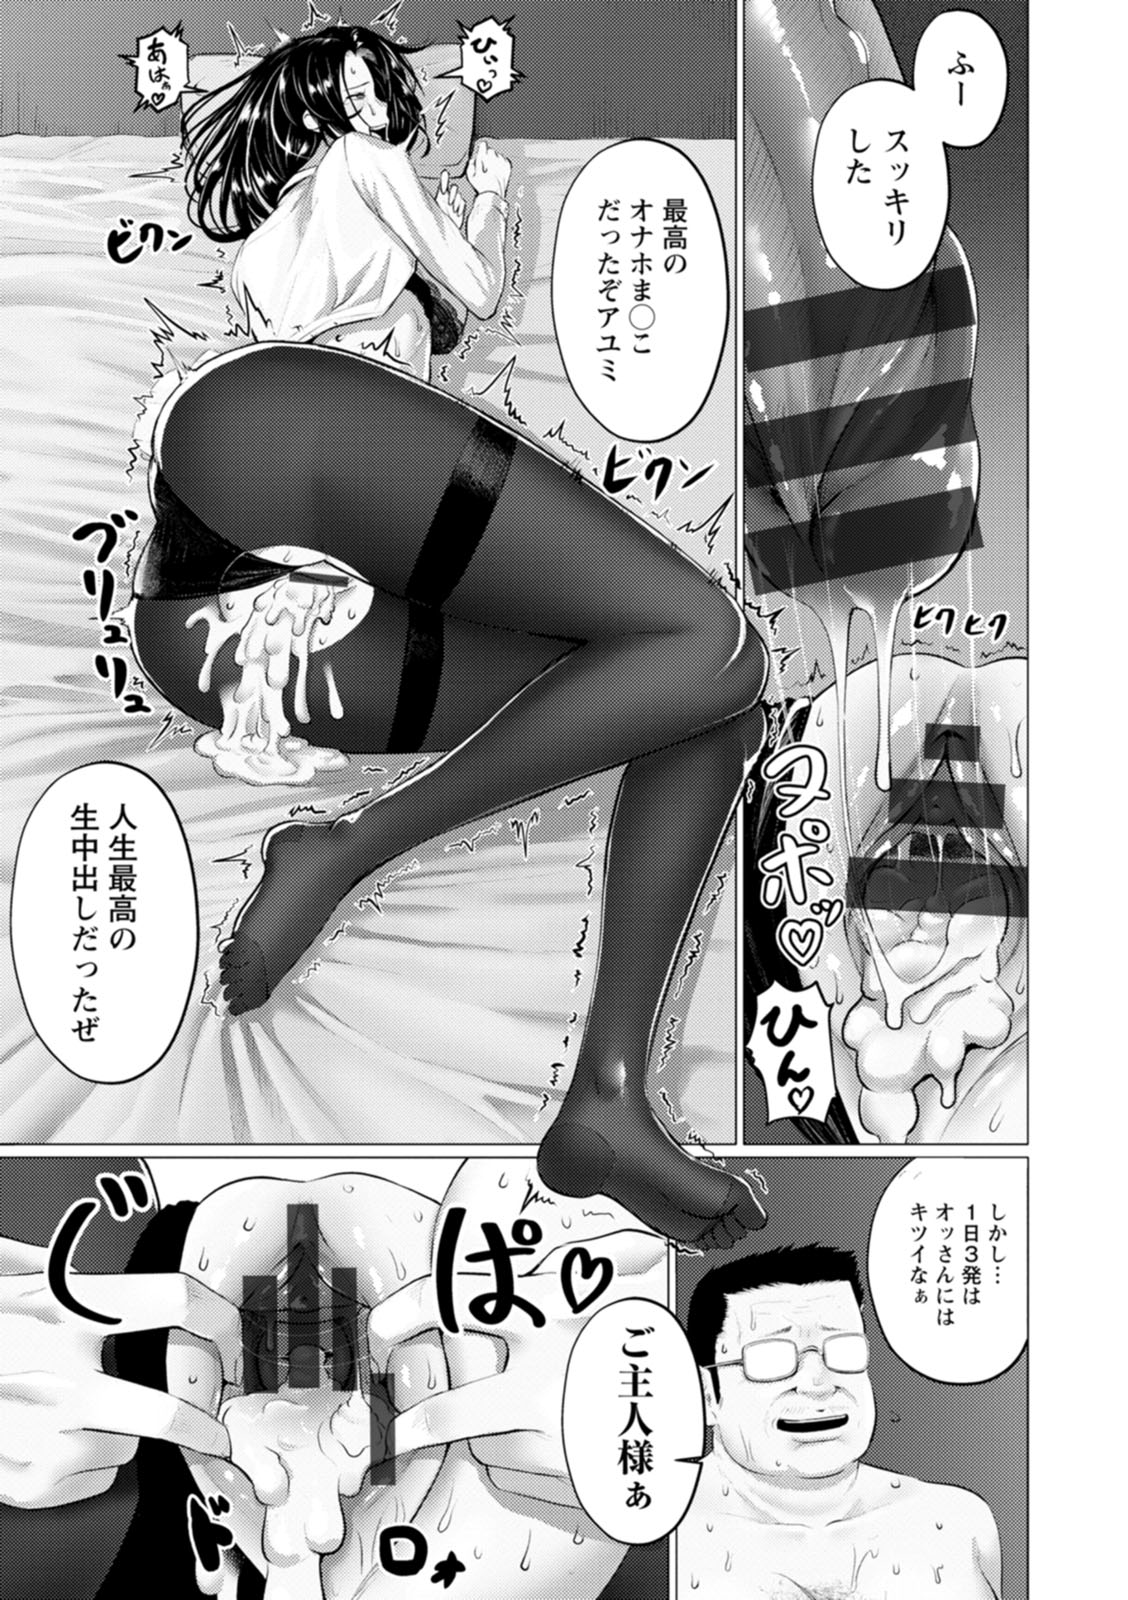 ふー
スッキリ
した
ヒク ヒク
ヌポッ♡
ひん♡
ひぃっ♡
あはぁ♡
最高の
オナホま〇こ
だったぞアユミ
ビクン
ビクン
ブリュリュ
人生最高の
生中出しだったぜ
しかし…
1日3発は
オッさんには
キツイなぁ
ご主人様ぁ
くぱぁ♡
ドロォ